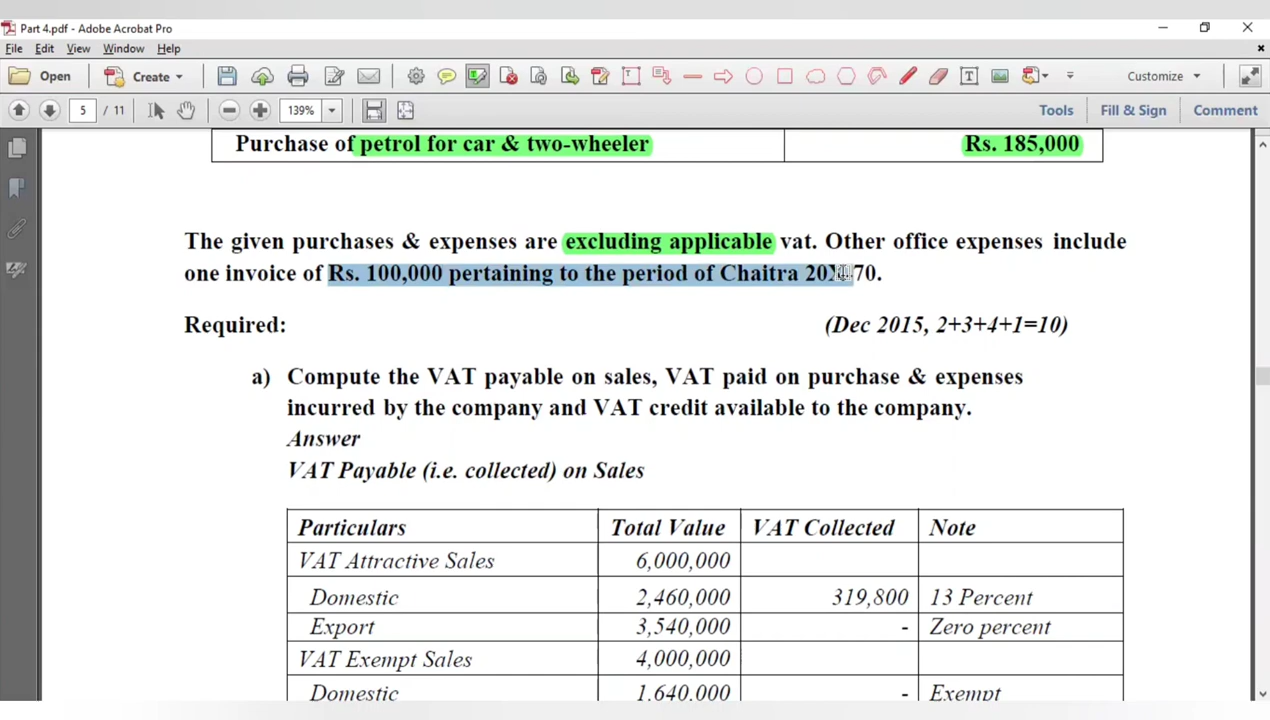 Part 4.pdf - Adobe Acrobat Pro
File Edit View Window Help
Open Create Customize
5 / 11 139% Tools Fill & Sign Comment
Purchase of petrol for car & two-wheeler Rs. 185,000
The given purchases & expenses are excluding applicable vat. Other office expenses include
one invoice of Rs. 100,000 pertaining to the period of Chaitra 70.
Required: (Dec 2015, 2+3+4+1=10)
a) Compute the VAT payable on sales, VAT paid on purchase & expenses
incurred by the company and VAT credit available to the company.
Answer
VAT Payable (i.e. collected) on Sales
Particulars Total Value VAT Collected Note
VAT Attractive Sales 6,000,000
Domestic 2,460,000 319,800 13 Percent
Export 3,540,000 - Zero percent
VAT Exempt Sales 4,000,000
Domestic 1,640,000 - Exempt